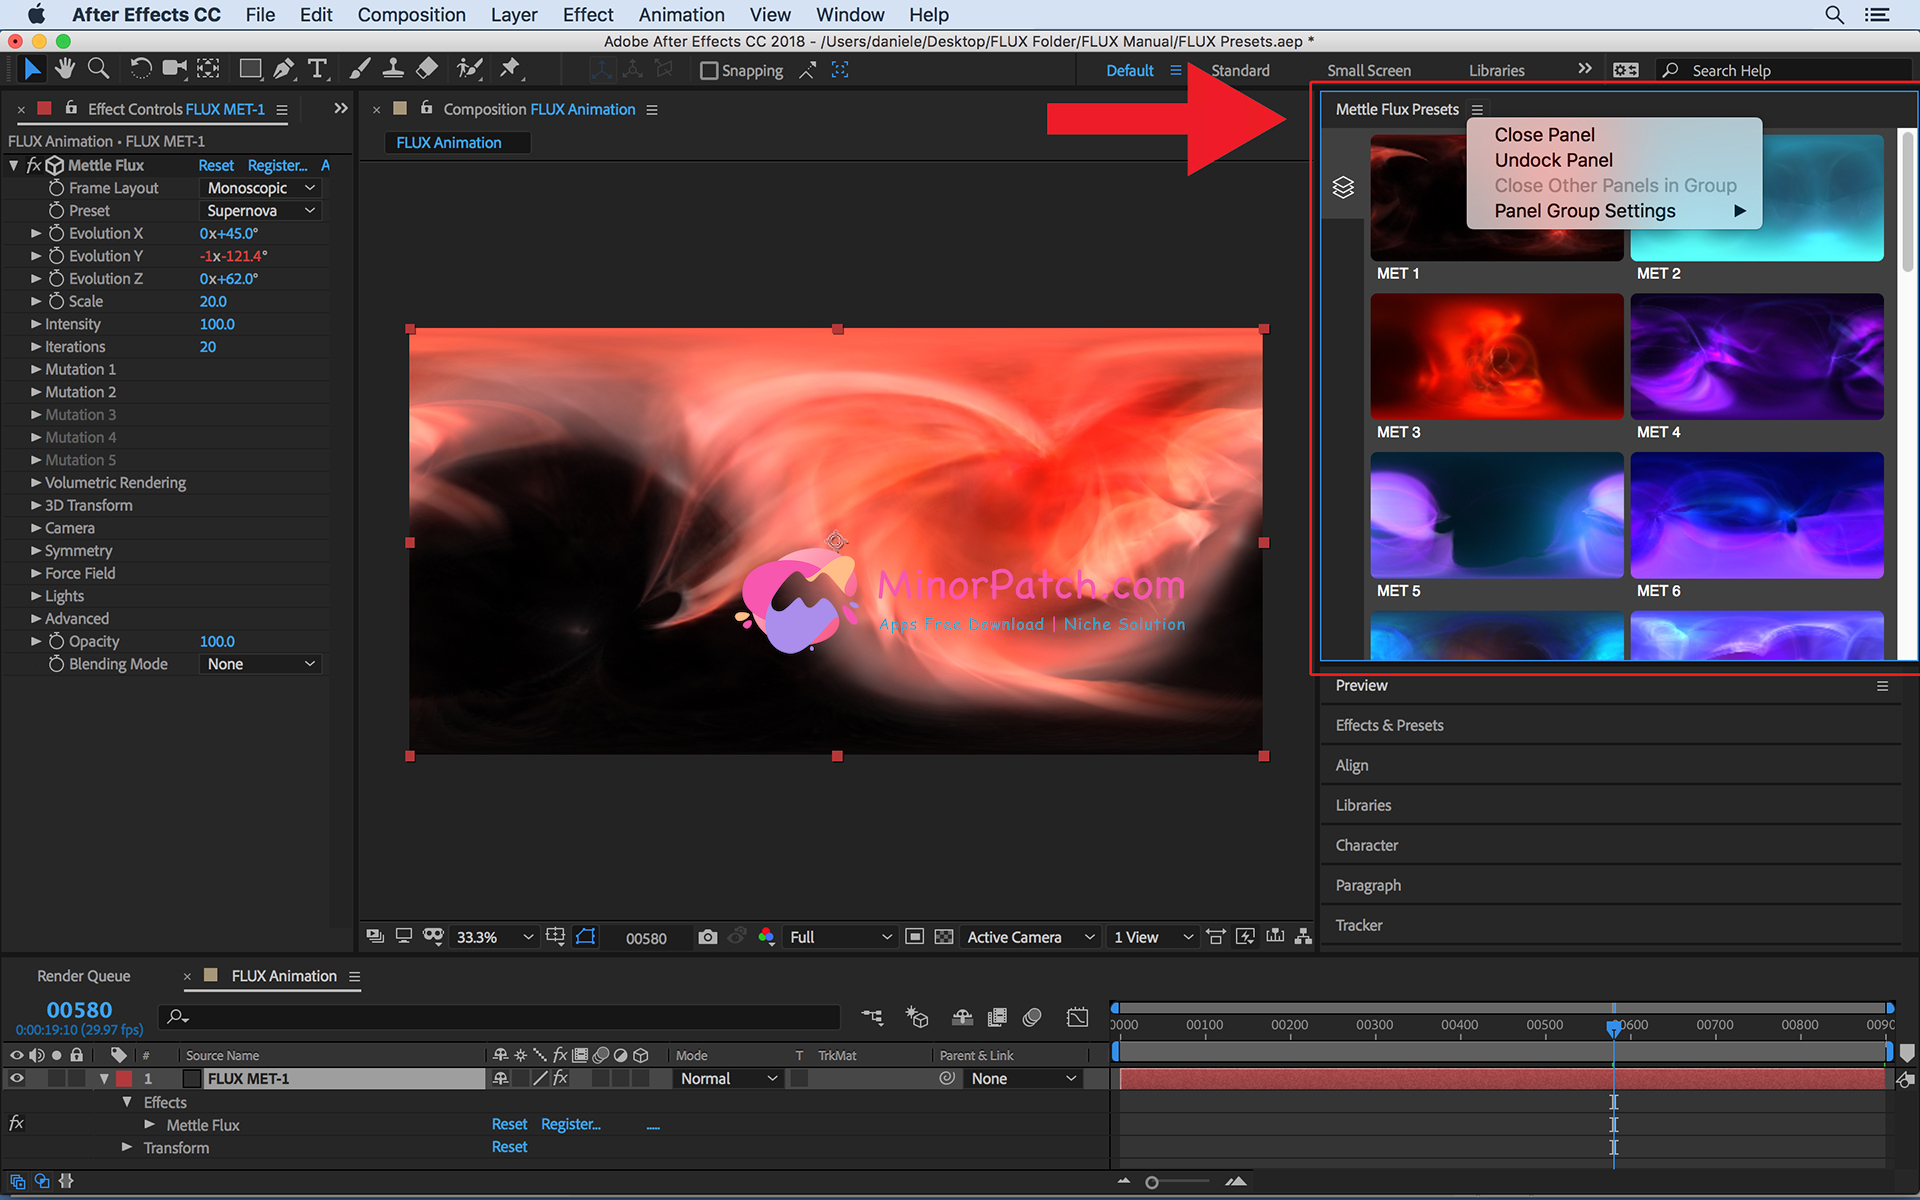 After Effects CC File Edit Composition Layer Effect Animation View Window Help
Adobe After Effects CC 2018 - /Users/daniele/Desktop/FLUX Folder/FLUX Manual/FLUX Presets.aep *
Snapping Default Standard Small Screen Libraries Search Help
Effect Controls FLUX MET-1
FLUX Animation • FLUX MET-1
fx Mettle Flux Reset Register... A
Frame Layout Monoscopic
Preset Supernova
Evolution X 0x+45.0°
Evolution Y -1x-121.4°
Evolution Z 0x+62.0°
Scale 20.0
Intensity 100.0
Iterations 20
Mutation 1
Mutation 2
Mutation 3
Mutation 4
Mutation 5
Volumetric Rendering
3D Transform
Camera
Symmetry
Force Field
Lights
Advanced
Opacity 100.0
Blending Mode None
Composition FLUX Animation
FLUX Animation
MinorPatch.com
Apps Free Download | Niche Solution
33.3% 00580 Full Active Camera 1 View
Mettle Flux Presets
Close Panel
Undock Panel
Close Other Panels in Group
Panel Group Settings
MET 1 MET 2
MET 3 MET 4
MET 5 MET 6
Preview
Effects & Presets
Align
Libraries
Character
Paragraph
Tracker
Render Queue FLUX Animation
00580
0:00:19:10 (29.97 fps)
0000 00100 00200 00300 00400 00500 0600 00700 00800 0090
# Source Name fx Mode T TrkMat Parent & Link
1 FLUX MET-1 fx Normal None
Effects
fx Mettle Flux Reset Register... ....
Transform Reset